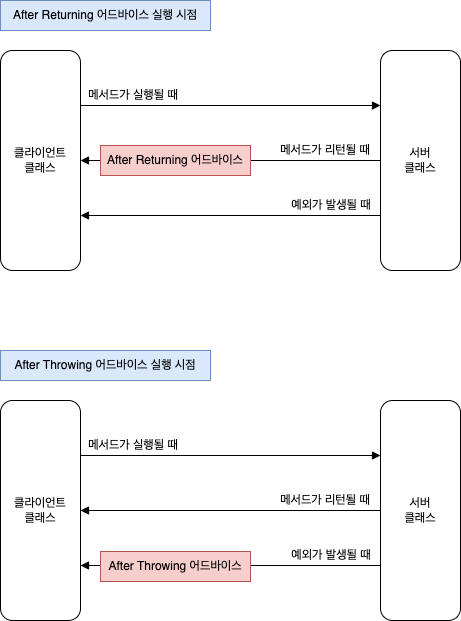 After Returning 어드바이스 실행 시점
메서드가 실행될 때
클라이언트
클래스
After Returning 어드바이스
메서드가 리턴될 때
서버
클래스
예외가 발생될 때
After Throwing 어드바이스 실행 시점
메서드가 실행될 때
클라이언트
클래스
메서드가 리턴될 때
서버
클래스
After Throwing 어드바이스
예외가 발생될 때